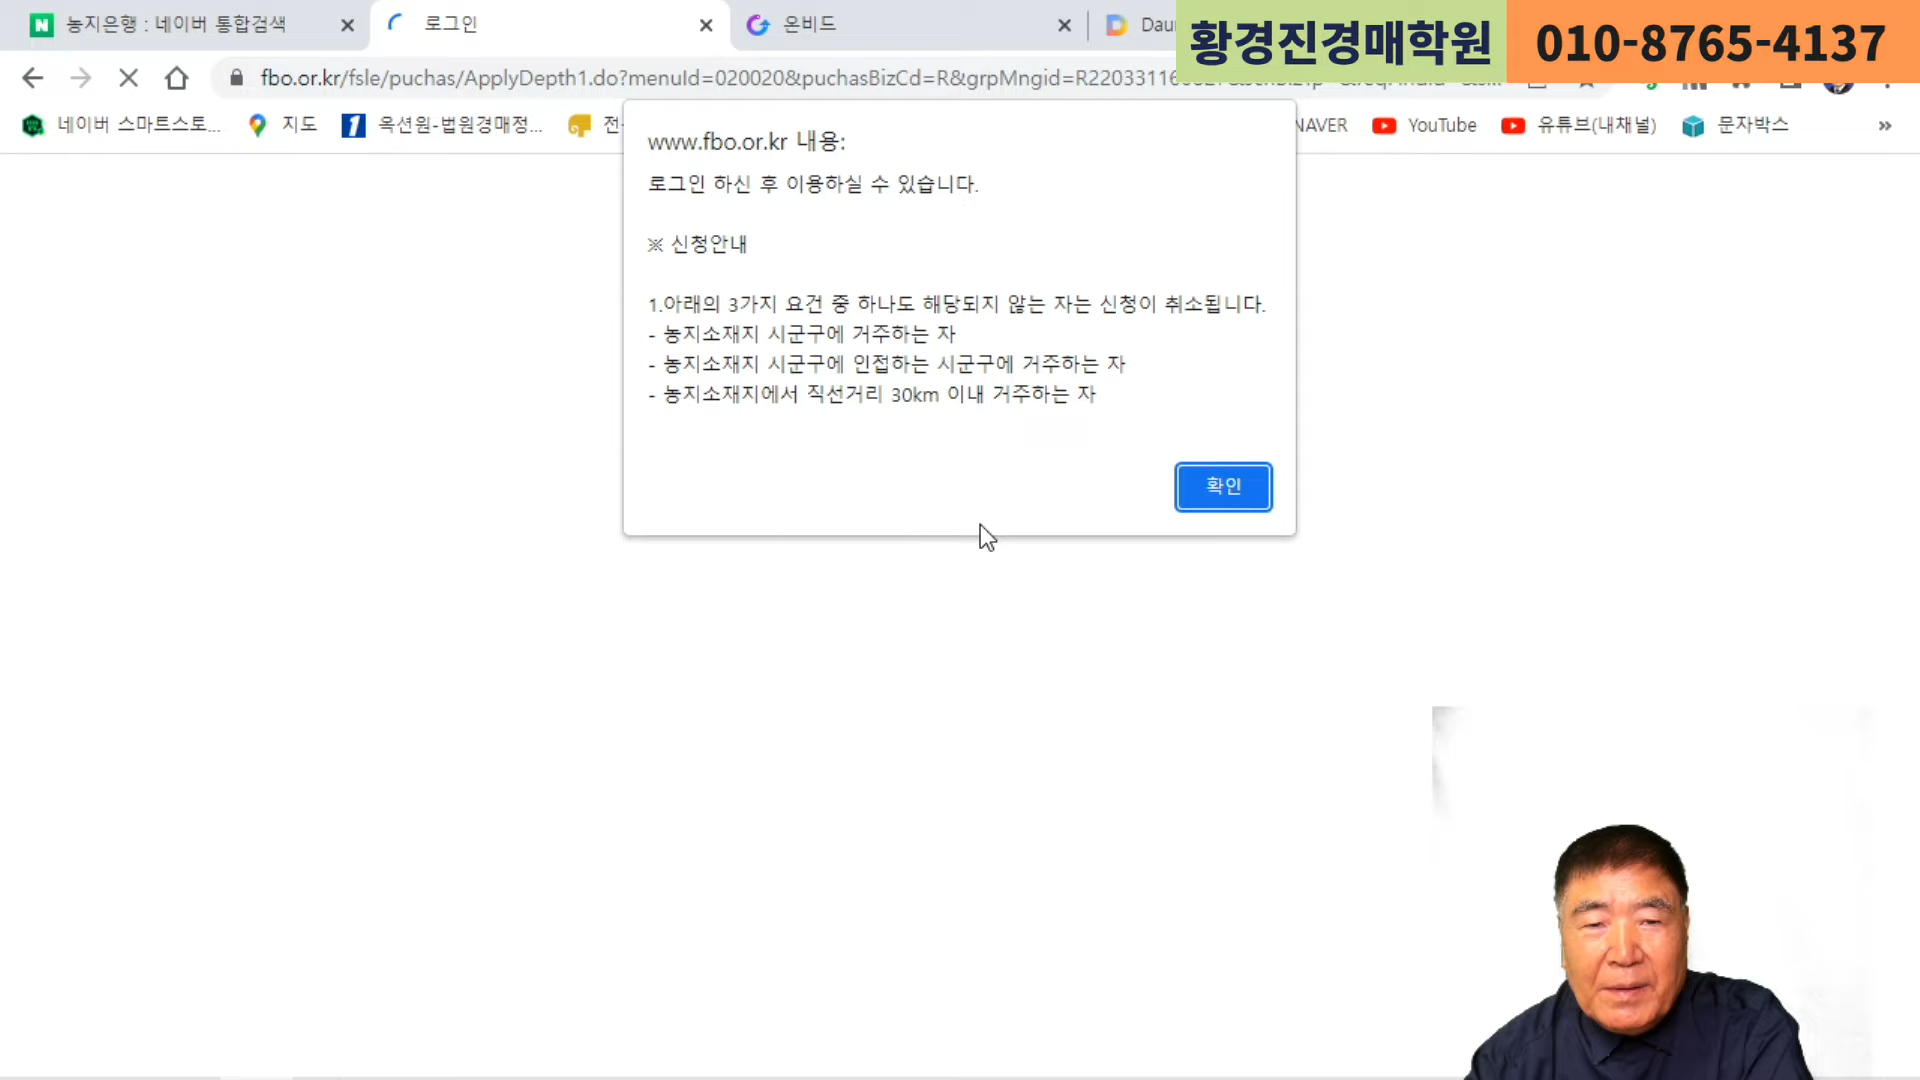 농지은행 : 네이버 통합검색
로그인
온비드
Dau
황경진경매학원
010-8765-4137
fbo.or.kr/fsle/puchas/ApplyDepth1.do?menuId=020020&puchasBizCd=R&grpMngid=R22033116
네이버 스마트스토...
지도
옥션원-법원경매정...
전
NAVER
YouTube
유튜브(내채널)
문자박스
»
www.fbo.or.kr 내용:
로그인 하신 후 이용하실 수 있습니다.
※ 신청안내
1.아래의 3가지 요건 중 하나도 해당되지 않는 자는 신청이 취소됩니다.
- 농지소재지 시군구에 거주하는 자
- 농지소재지 시군구에 인접하는 시군구에 거주하는 자
- 농지소재지에서 직선거리 30km 이내 거주하는 자
확인